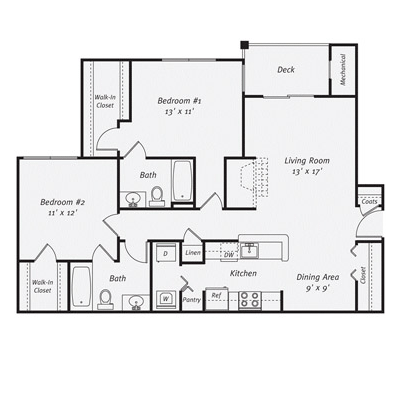 Deck
Mechanical
Walk-In
Closet
Bedroom #1
13' x 11'
Living Room
13' x 17'
Bath
Bedroom #2
11' x 12'
Coats
D
Linen
DW
Kitchen
Dining Area
9' x 9'
Closet
Walk-In
Closet
Bath
W
Pantry
Ref